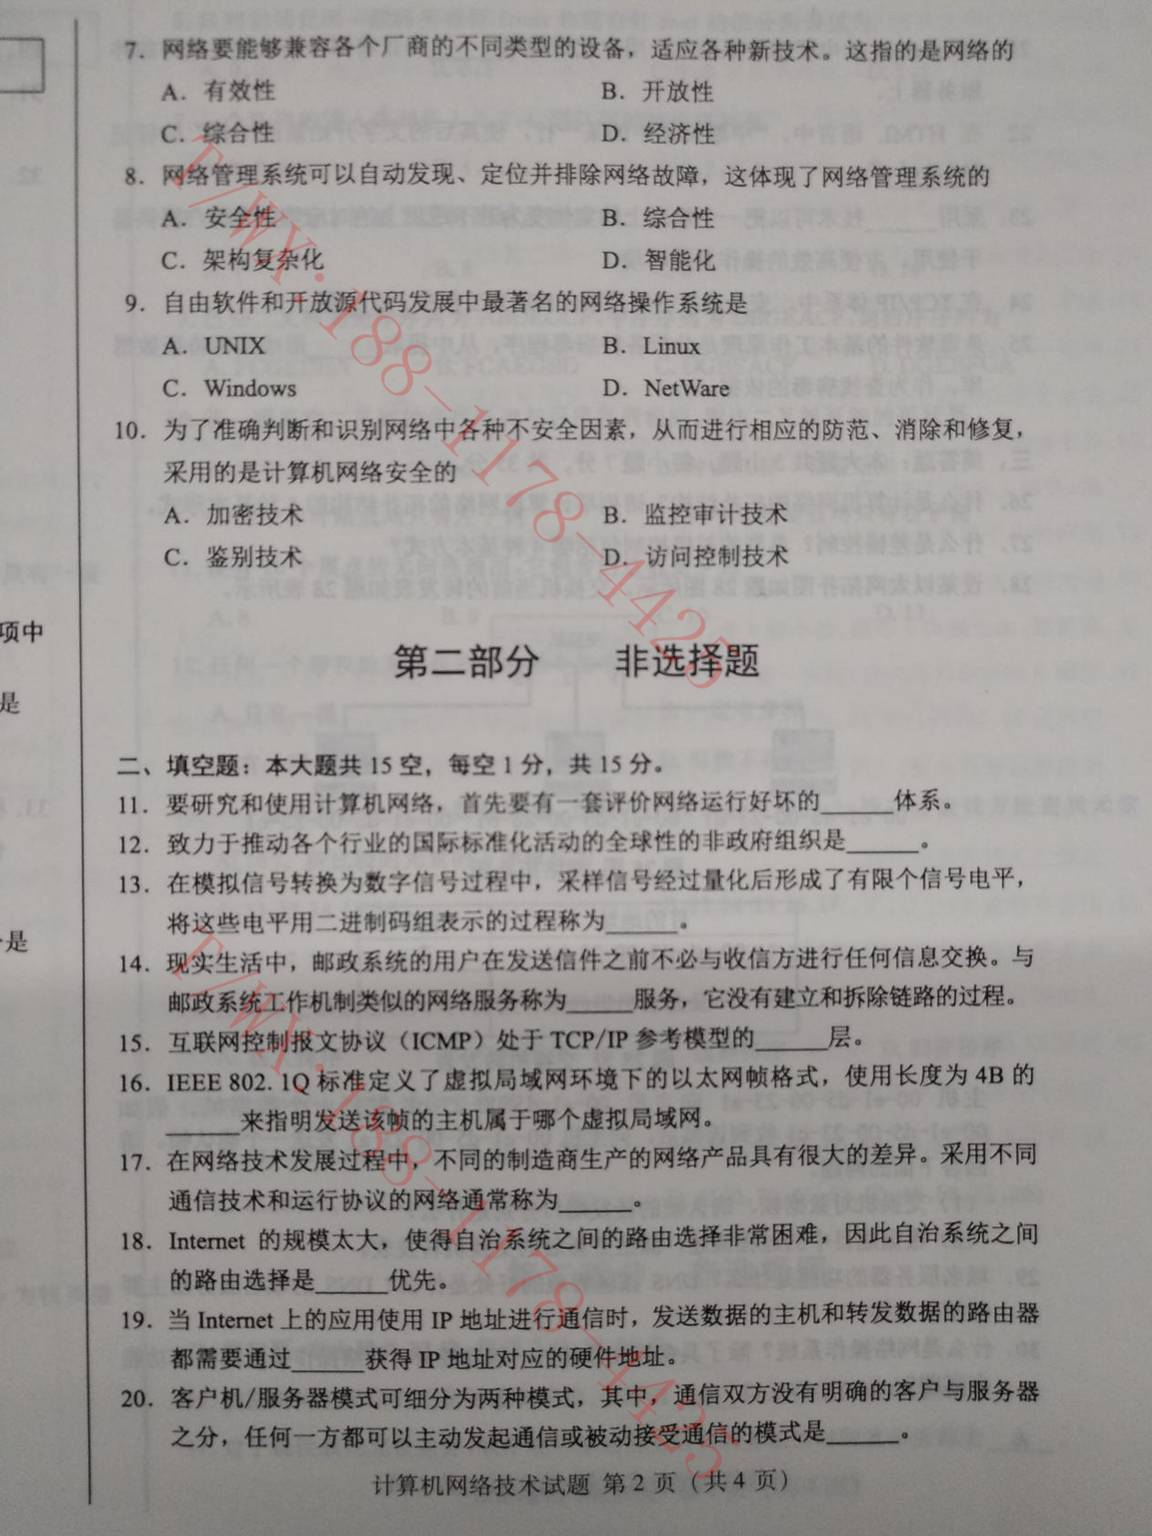 7. 网络要能够兼容各个厂商的不同类型的设备，适应各种新技术。这指的是网络的
A. 有效性 B. 开放性
C. 综合性 D. 经济性
8. 网络管理系统可以自动发现、定位并排除网络故障，这体现了网络管理系统的
A. 安全性 B. 综合性
C. 架构复杂化 D. 智能化
9. 自由软件和开放源代码发展中最著名的网络操作系统是
A. UNIX B. Linux
C. Windows D. NetWare
10. 为了准确判断和识别网络中各种不安全因素，从而进行相应的防范、消除和修复，
采用的是计算机网络安全的
A. 加密技术 B. 监控审计技术
C. 鉴别技术 D. 访问控制技术
项中
是
是
第二部分 非选择题
二、填空题：本大题共 15 空，每空 1 分，共 15 分。
11. 要研究和使用计算机网络，首先要有一套评价网络运行好坏的______体系。
12. 致力于推动各个行业的国际标准化活动的全球性的非政府组织是______。
13. 在模拟信号转换为数字信号过程中，采样信号经过量化后形成了有限个信号电平，
将这些电平用二进制码组表示的过程称为______。
14. 现实生活中，邮政系统的用户在发送信件之前不必与收信方进行任何信息交换。与
邮政系统工作机制类似的网络服务称为______服务，它没有建立和拆除链路的过程。
15. 互联网控制报文协议（ICMP）处于 TCP/IP 参考模型的______层。
16. IEEE 802. 1Q 标准定义了虚拟局域网环境下的以太网帧格式，使用长度为 4B 的
______来指明发送该帧的主机属于哪个虚拟局域网。
17. 在网络技术发展过程中，不同的制造商生产的网络产品具有很大的差异。采用不同
通信技术和运行协议的网络通常称为______。
18. Internet 的规模太大，使得自治系统之间的路由选择非常困难，因此自治系统之间
的路由选择是______优先。
19. 当 Internet 上的应用使用 IP 地址进行通信时，发送数据的主机和转发数据的路由器
都需要通过______获得 IP 地址对应的硬件地址。
20. 客户机/服务器模式可细分为两种模式，其中，通信双方没有明确的客户与服务器
之分，任何一方都可以主动发起通信或被动接受通信的模式是______。
计算机网络技术试题 第 2 页（共 4 页）
T/WX:188-1178-4425
T/WX:188-1178-4425